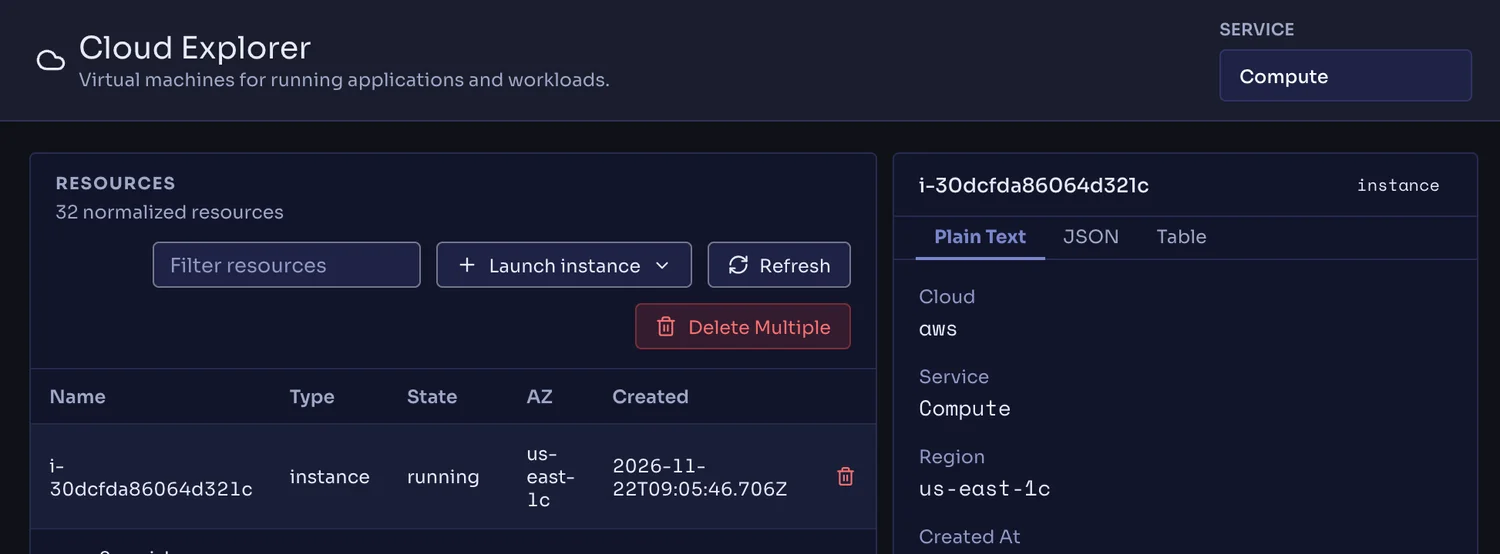 Cloud Explorer
Virtual machines for running applications and workloads.
SERVICE
Compute
RESOURCES
32 normalized resources
Filter resources
Launch instance
Refresh
Delete Multiple
Name Type State AZ Created
i-
30dcfda86064d321c
instance
running
us-
east-
1c
2026-11-
22T09:05:46.706Z
i-30dcfda86064d321c
instance
Plain Text JSON Table
Cloud
aws
Service
Compute
Region
us-east-1c
Created At